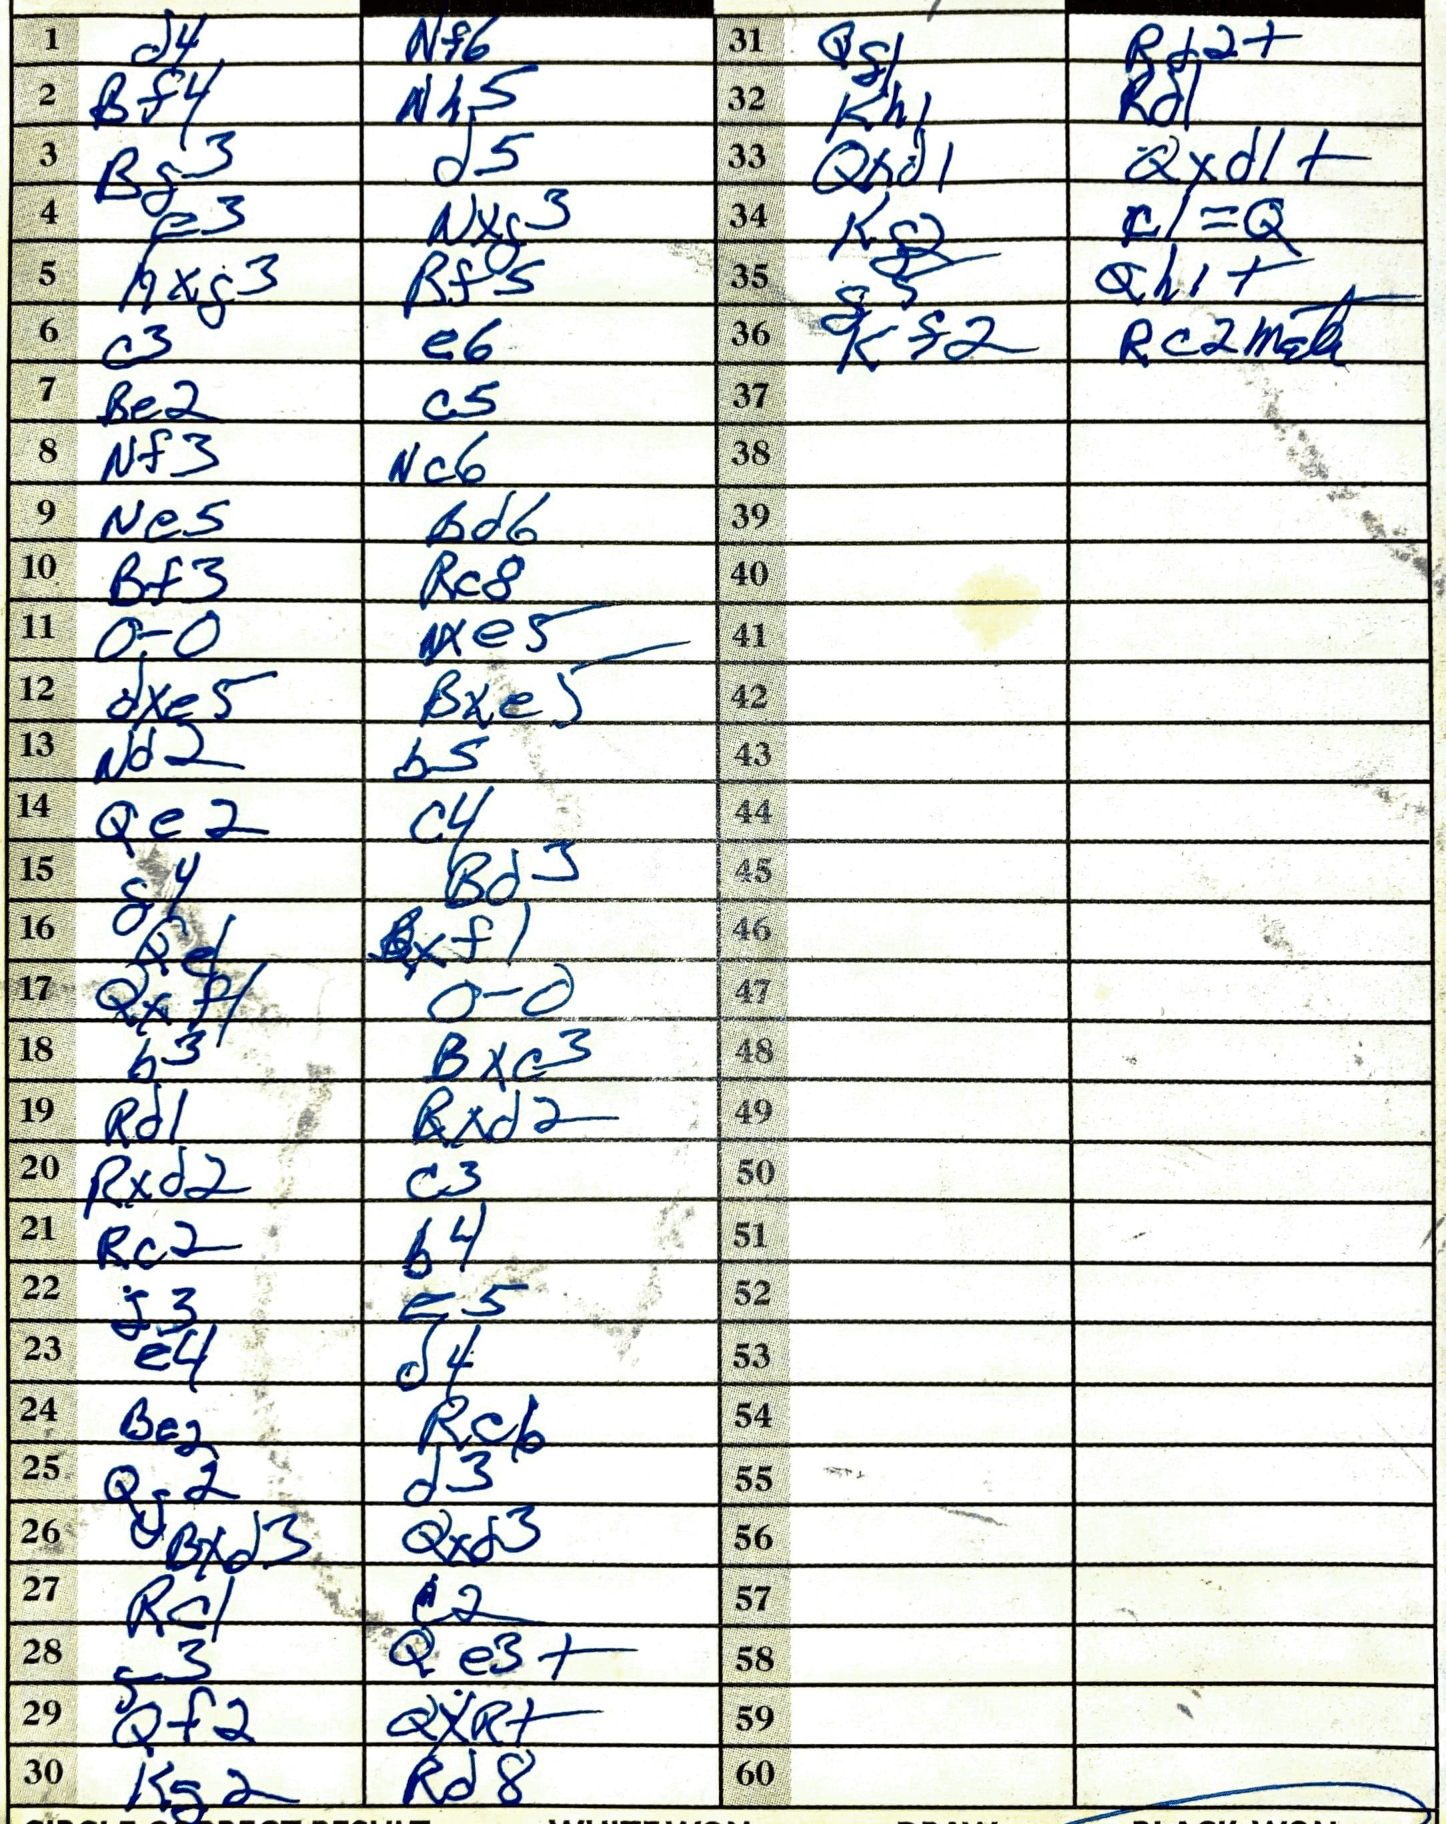 1 d4 Nf6
2 Bf4 Nh5
3 Bg3 d5
4 e3 Nxg3
5 hxg3 Bf5
6 c3 e6
7 Be2 c5
8 Nf3 Nc6
9 Ne5 Bd6
10 Bf3 Rc8
11 0-0 Nxe5
12 dxe5 Bxe5
13 Nd2 b5
14 Qe2 c4
15 g4 Bd3
16 Qe1 Bxf1
17 Qxf1 0-0
18 b3 Bxc3
19 Rd1 Bxd2
20 Rxd2 c3
21 Rc2 b4
22 g3 e5
23 e4 d4
24 Be2 Rc6
25 Qg2 d3
26 Bxd3 Qxd3
27 Rc1 c2
28 g3 Qe3+
29 Qf2 QxR+
30 Kg2 Rd8
31 Qg1 Rd2+
32 Kh1 Rd1
33 Qxd1 Qxd1+
34 Kg2 c1=Q
35 g5 Qh1+
36 Kf2 Rc2 mate
37
38
39
40
41
42
43
44
45
46
47
48
49
50
51
52
53
54
55
56
57
58
59
60
CIRCLE CORRECT RESULT WHITE WON DRAW BLACK WON